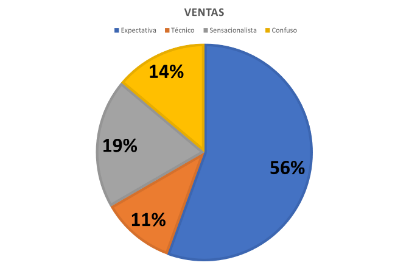 VENTAS
Expectativa Técnico Sensacionalista Confuso
14%
19%
56%
11%